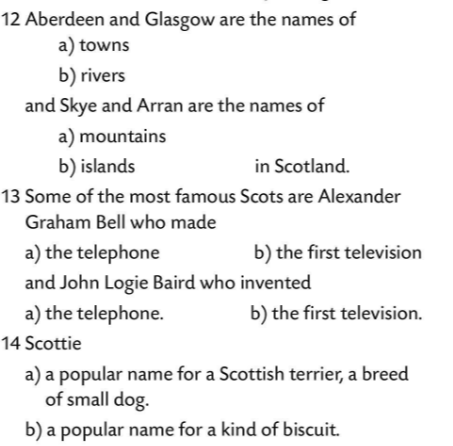 12 Aberdeen and Glasgow are the names of
a) towns
b) rivers
and Skye and Arran are the names of
a) mountains
b) islands in Scotland.
13 Some of the most famous Scots are Alexander
Graham Bell who made
a) the telephone b) the first television
and John Logie Baird who invented
a) the telephone. b) the first television.
14 Scottie
a) a popular name for a Scottish terrier, a breed
of small dog.
b) a popular name for a kind of biscuit.